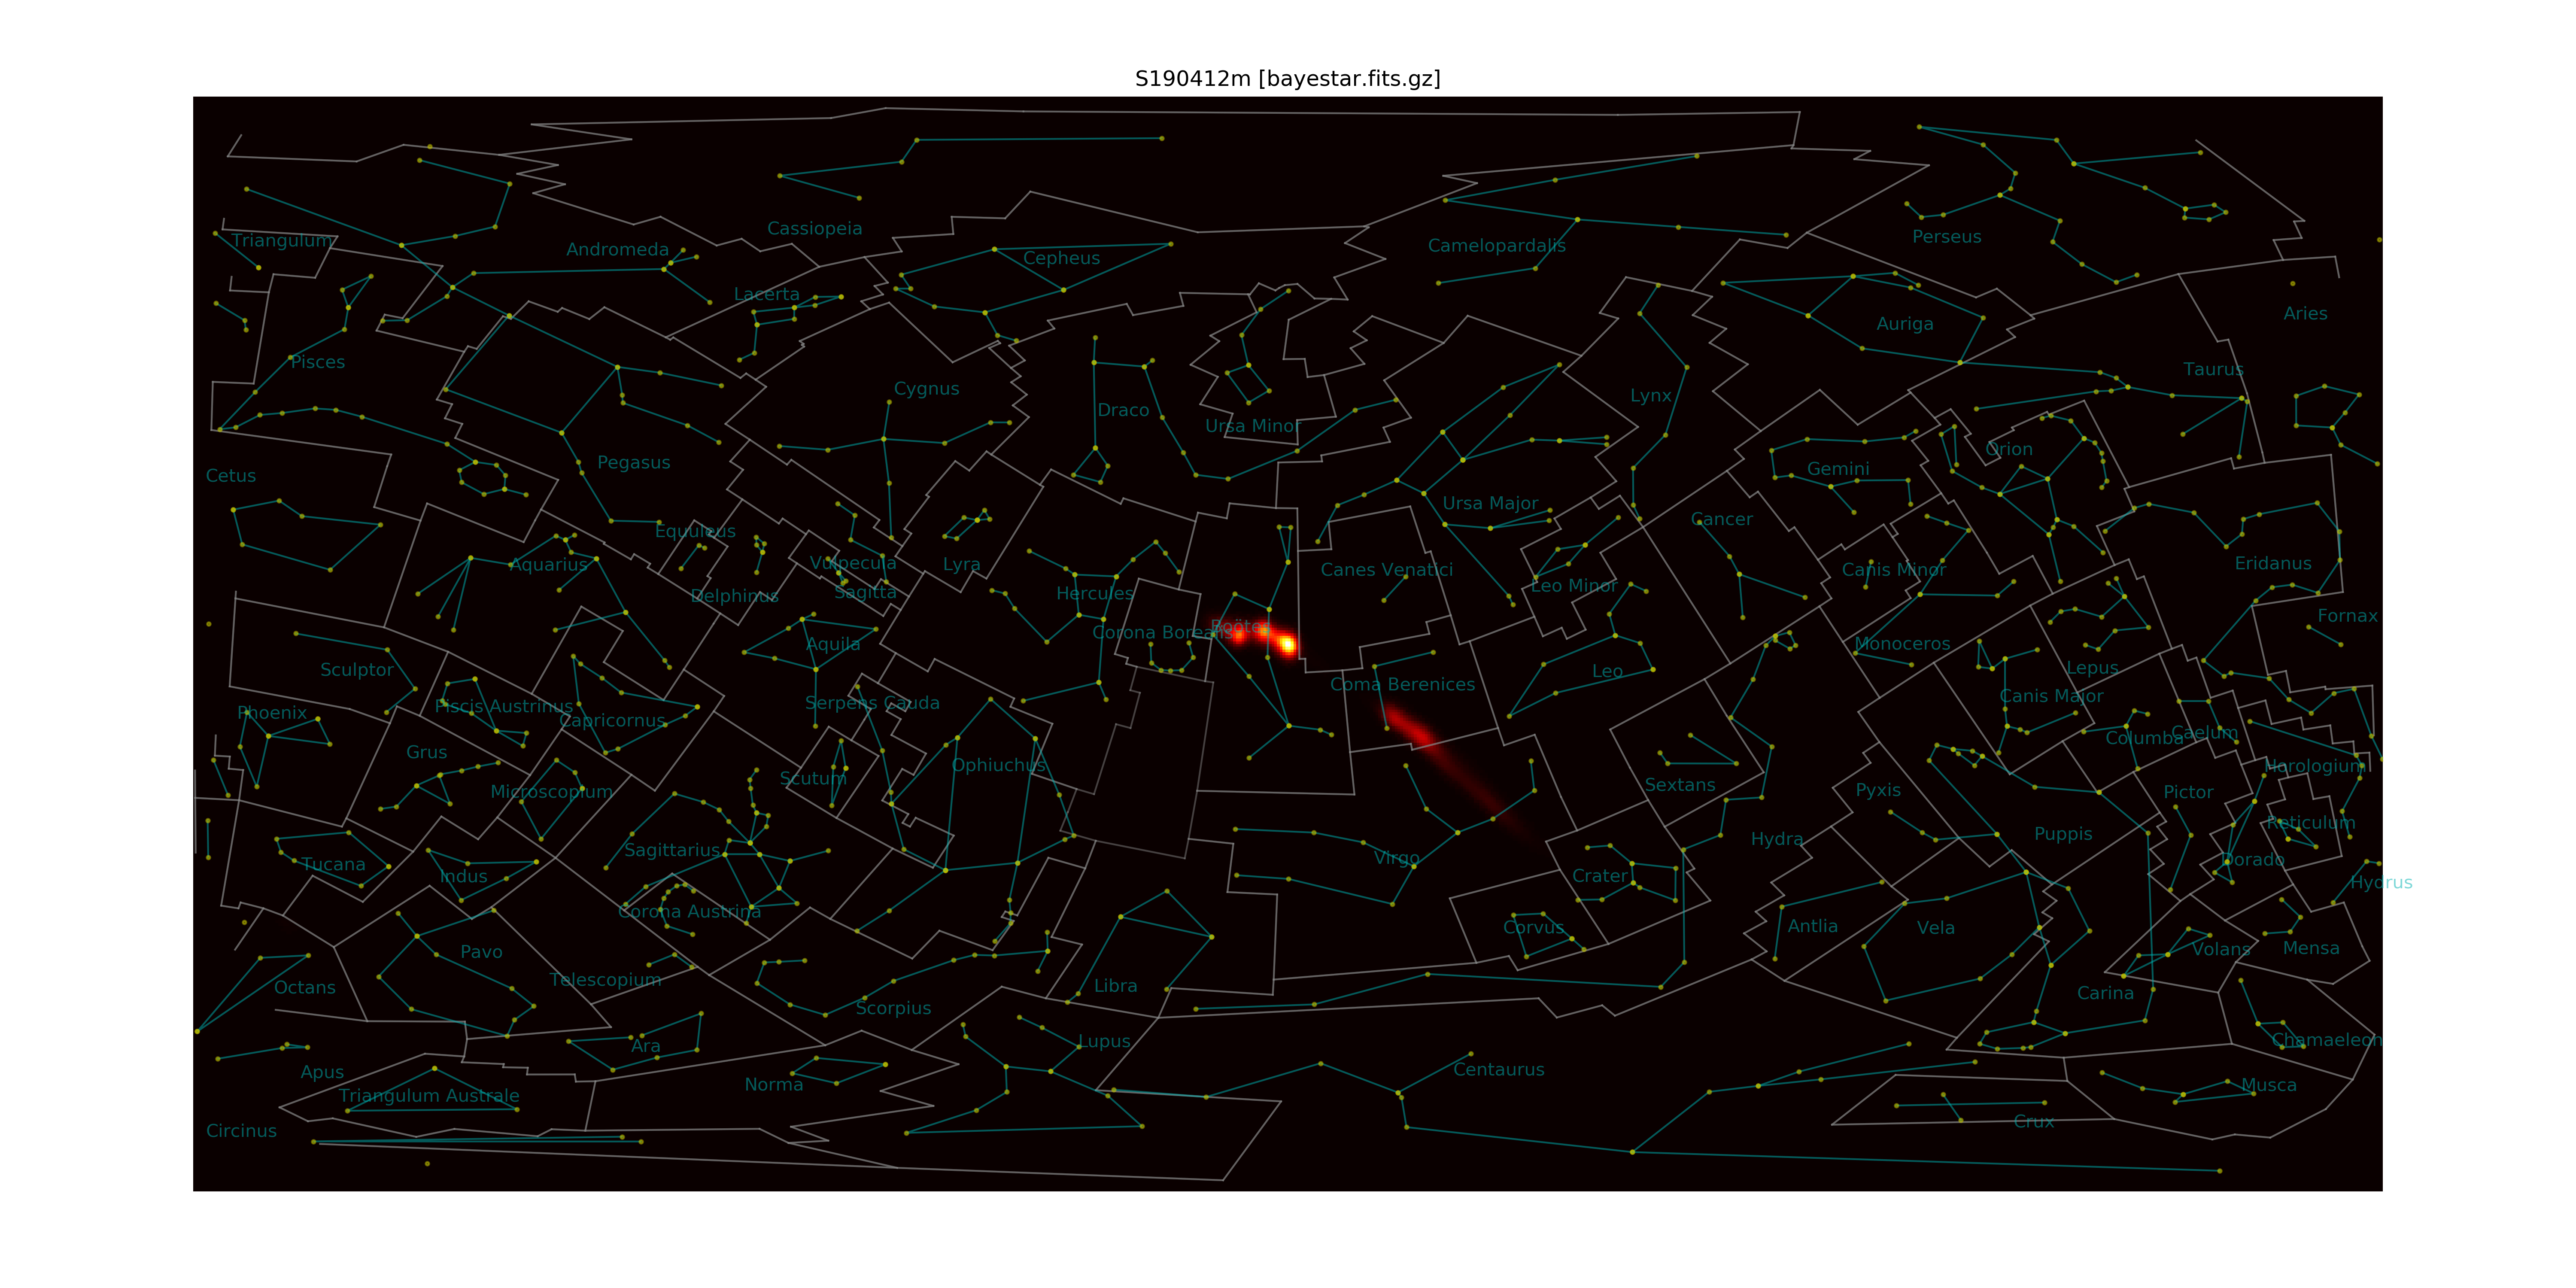 S190412m [bayestar.fits.gz]
Cassiopeia
Perseus
Triangulum
Andromeda
Camelopardalis
Cepheus
Lacerta
Aries
Auriga
Pisces
Taurus
Cygnus
Lynx
Draco
Ursa Minor
Orion
Pegasus
Gemini
Cetus
Ursa Major
Cancer
Equuleus
Vulpecula
Lyra
Aquarius
Eridanus
Canes Venatici
Canis Minor
Leo Minor
Sagitta
Hercules
Delphinus
Fornax
Boötes
Corona Borealis
Aquila
Monoceros
Lepus
Sculptor
Leo
Coma Berenices
Canis Major
Serpens Cauda
Piscis Austrinus
Phoenix
Capricornus
Caelum
Columba
Grus
Ophiuchus
Horologium
Scutum
Sextans
Pyxis
Microscopium
Pictor
Reticulum
Puppis
Hydra
Sagittarius
Virgo
Dorado
Tucana
Indus
Crater
Hydrus
Corona Austrina
Corvus
Antlia
Vela
Pavo
Volans
Mensa
Telescopium
Octans
Libra
Carina
Scorpius
Lupus
Chamaeleon
Ara
Apus
Centaurus
Norma
Musca
Triangulum Australe
Crux
Circinus